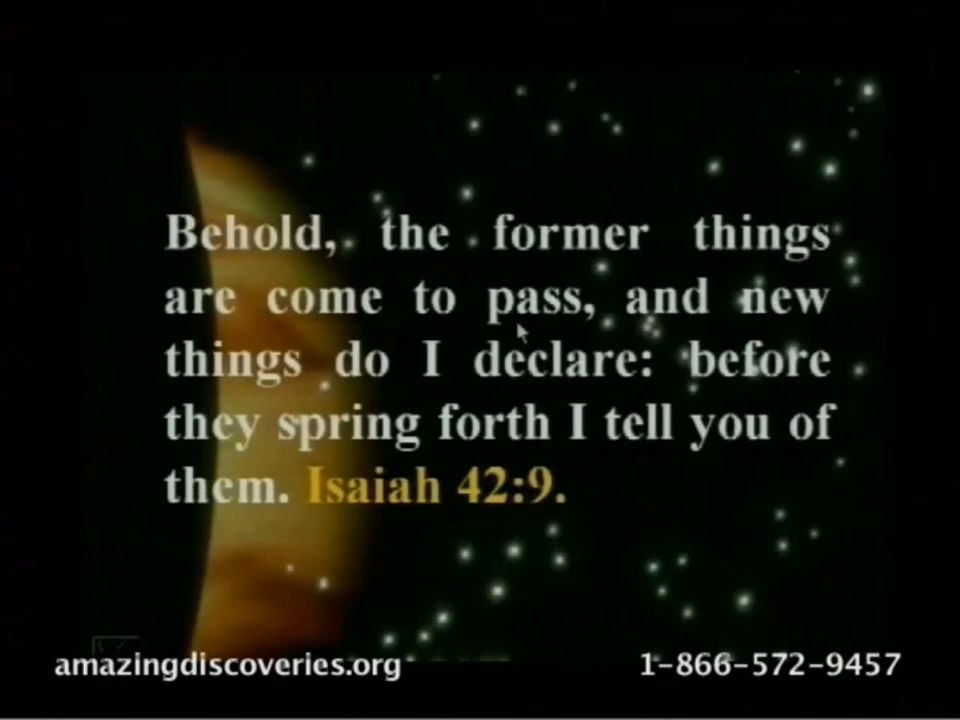 Behold, the former things
are come to pass, and new
things do I declare: before
they spring forth I tell you of
them. Isaiah 42:9.
amazingdiscoveries.org
1-866-572-9457